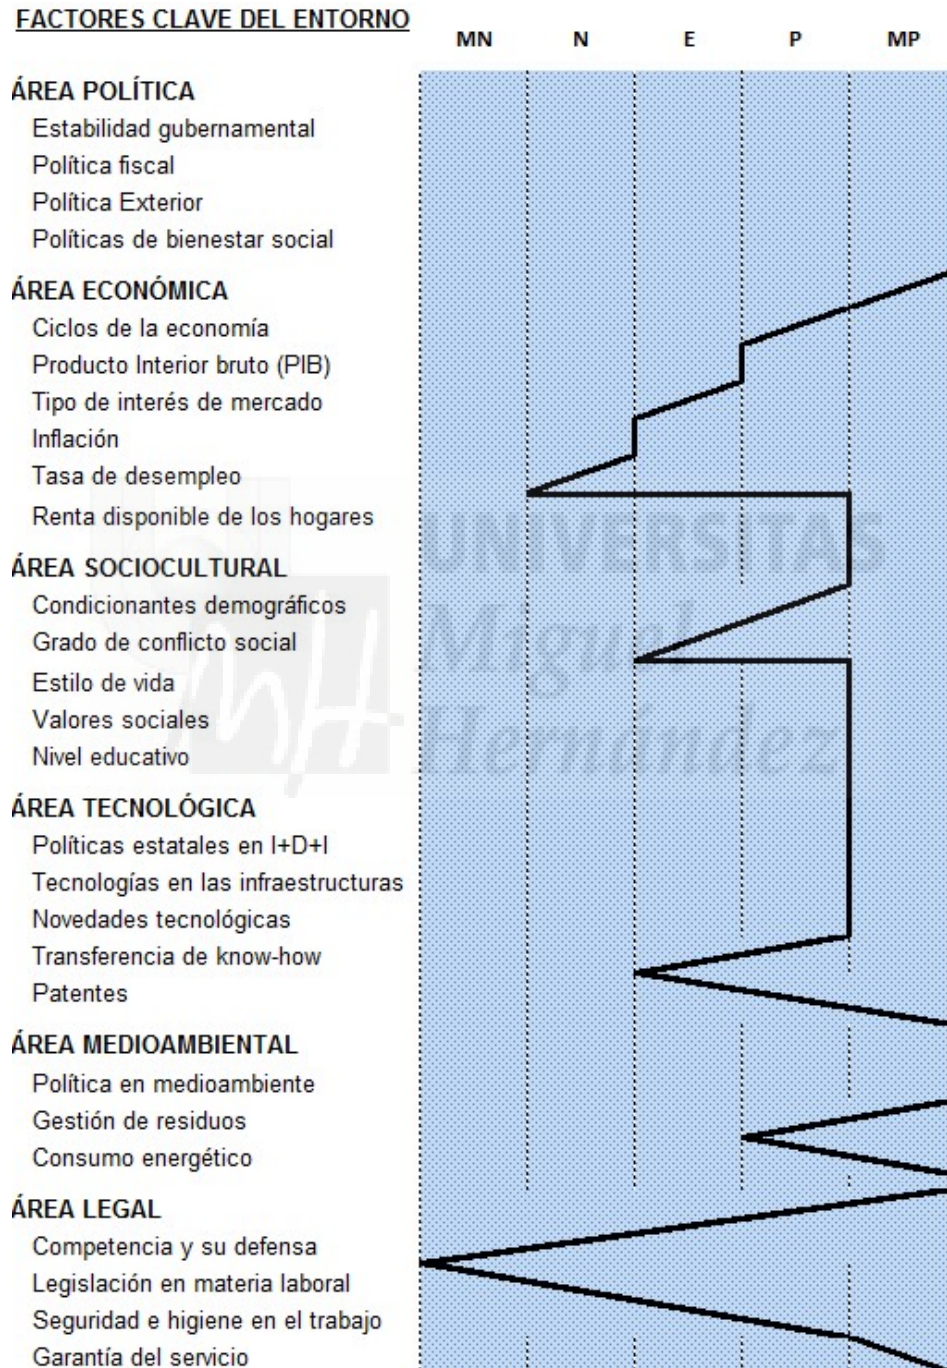 FACTORES CLAVE DEL ENTORNO
MN N E P MP
ÁREA POLÍTICA
Estabilidad gubernamental
Política fiscal
Política Exterior
Políticas de bienestar social
ÁREA ECONÓMICA
Ciclos de la economía
Producto Interior bruto (PIB)
Tipo de interés de mercado
Inflación
Tasa de desempleo
Renta disponible de los hogares
ÁREA SOCIOCULTURAL
Condicionantes demográficos
Grado de conflicto social
Estilo de vida
Valores sociales
Nivel educativo
ÁREA TECNOLÓGICA
Políticas estatales en I+D+I
Tecnologías en las infraestructuras
Novedades tecnológicas
Transferencia de know-how
Patentes
ÁREA MEDIOAMBIENTAL
Política en medioambiente
Gestión de residuos
Consumo energético
ÁREA LEGAL
Competencia y su defensa
Legislación en materia laboral
Seguridad e higiene en el trabajo
Garantía del servicio
UNIVERSITAS
Miguel
Hernández